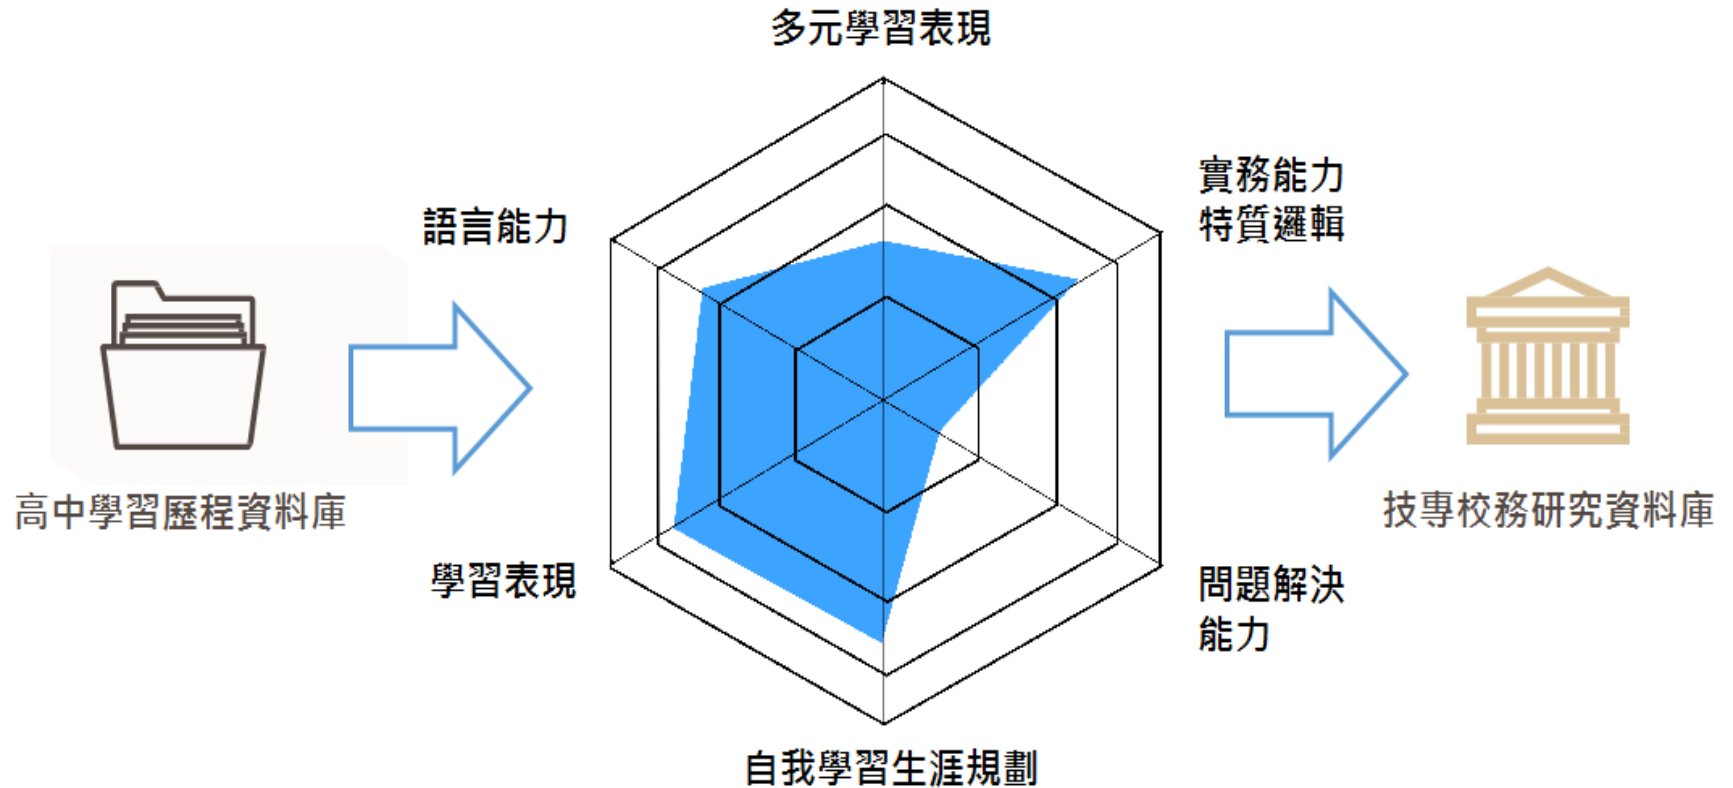 多元學習表現
實務能力
特質邏輯
語言能力
高中學習歷程資料庫
技專校務研究資料庫
學習表現
問題解決
能力
自我學習生涯規劃